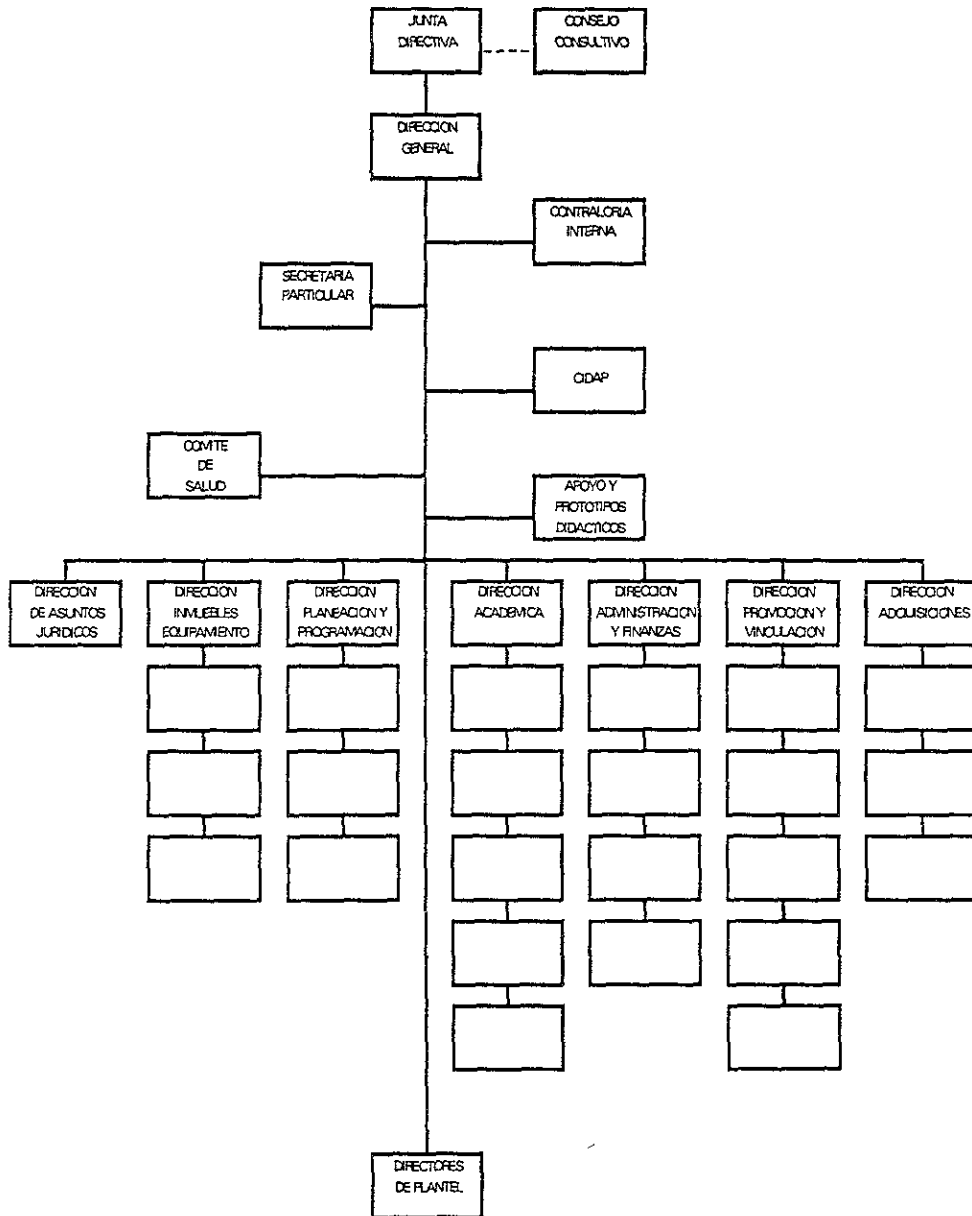 JUNTA
DIRECTIVA
CONSEJO
CONSULTIVO
DIRECCION
GENERAL
CONTRALORIA
INTERNA
SECRETARIA
PARTICULAR
CIDAP
COMITE
DE
SALUD
APOYO Y
PROTOTIPOS
DIDACTICOS
DIRECCION
DE ASUNTOS
JURIDICOS
DIRECCION
INMUEBLES
EQUIPAMIENTO
DIRECCION
PLANEACION Y
PROGRAMACION
DIRECCION
ACADEMICA
DIRECCION
ADMINISTRACION
Y FINANZAS
DIRECCION
PROMOCION Y
VINCULACION
DIRECCION
ADQUISICIONES
DIRECTORES
DE PLANTEL